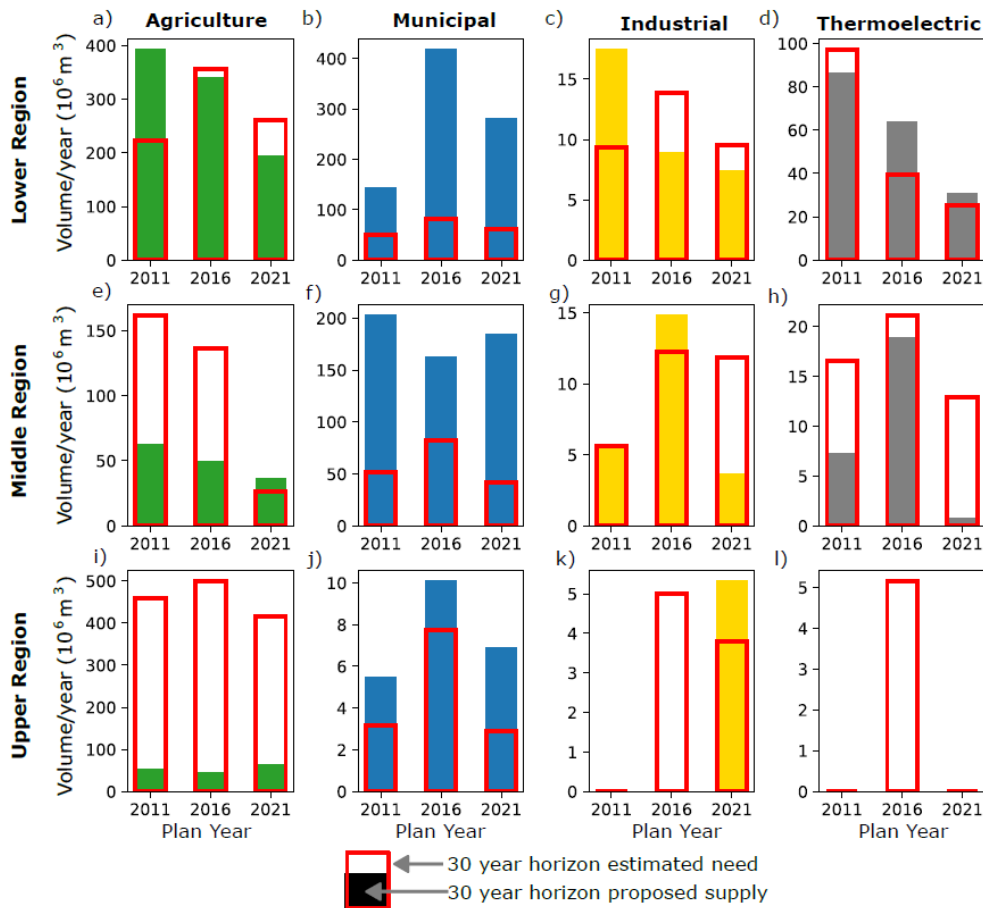 a) Agriculture b) Municipal c) Industrial d) Thermoelectric
Lower Region
Volume/year (10⁶ m³)
400
300
200
100
0
2011 2016 2021
400
300
200
100
0
2011 2016 2021
15
10
5
0
2011 2016 2021
100
80
60
40
20
0
2011 2016 2021
e) f) g) h)
Middle Region
Volume/year (10⁶ m³)
150
100
50
0
2011 2016 2021
200
150
100
50
0
2011 2016 2021
15
10
5
0
2011 2016 2021
20
15
10
5
0
2011 2016 2021
i) j) k) l)
Upper Region
Volume/year (10⁶ m³)
500
400
300
200
100
0
2011 2016 2021
Plan Year
10
8
6
4
2
0
2011 2016 2021
Plan Year
5
4
3
2
1
0
2011 2016 2021
Plan Year
5
4
3
2
1
0
2011 2016 2021
Plan Year
30 year horizon estimated need
30 year horizon proposed supply